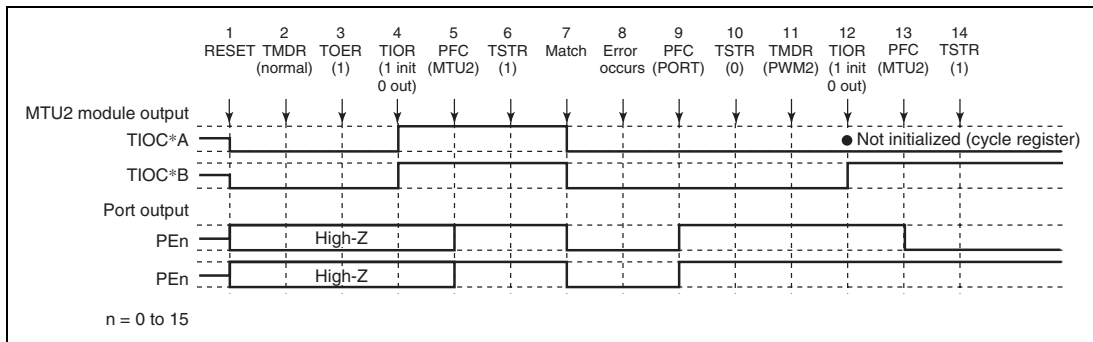 1 2 3 4 5 6 7 8 9 10 11 12 13 14
RESET TMDR TOER TIOR PFC TSTR Match Error PFC TSTR TMDR TIOR PFC TSTR
(normal) (1) (1 init (MTU2) (1) occurs (PORT) (0) (PWM2) (1 init (MTU2) (1)
0 out) 0 out)
MTU2 module output
TIOC*A ● Not initialized (cycle register)
TIOC*B
Port output
PEn High-Z
PEn High-Z
n = 0 to 15